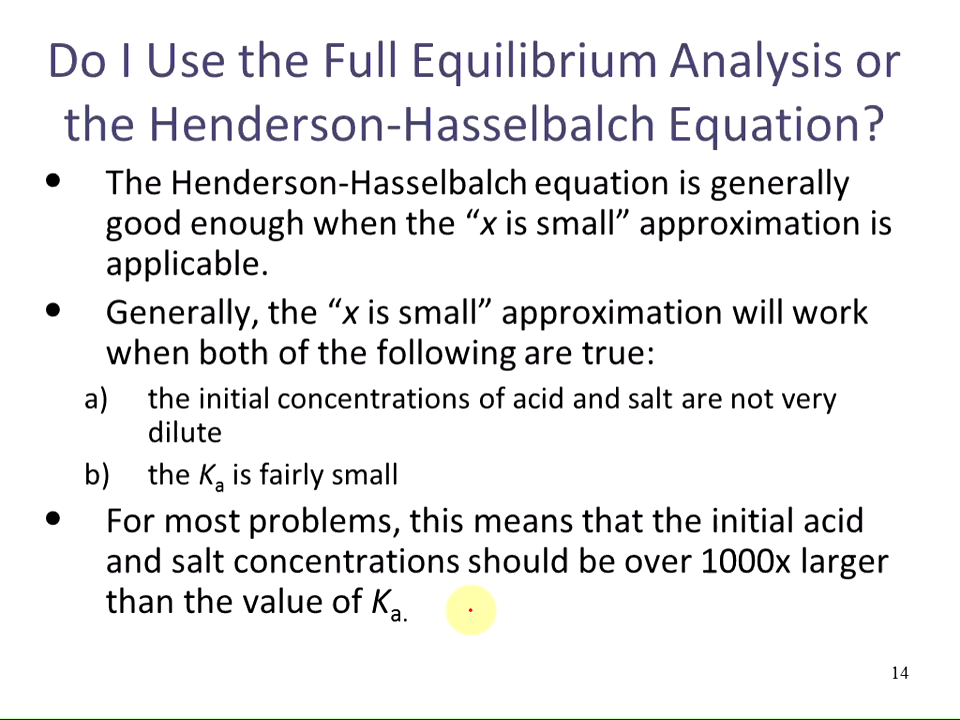 Do I Use the Full Equilibrium Analysis or
the Henderson-Hasselbalch Equation?
• The Henderson-Hasselbalch equation is generally
good enough when the “x is small” approximation is
applicable.
• Generally, the “x is small” approximation will work
when both of the following are true:
a) the initial concentrations of acid and salt are not very
dilute
b) the Ka is fairly small
• For most problems, this means that the initial acid
and salt concentrations should be over 1000x larger
than the value of Ka.
14